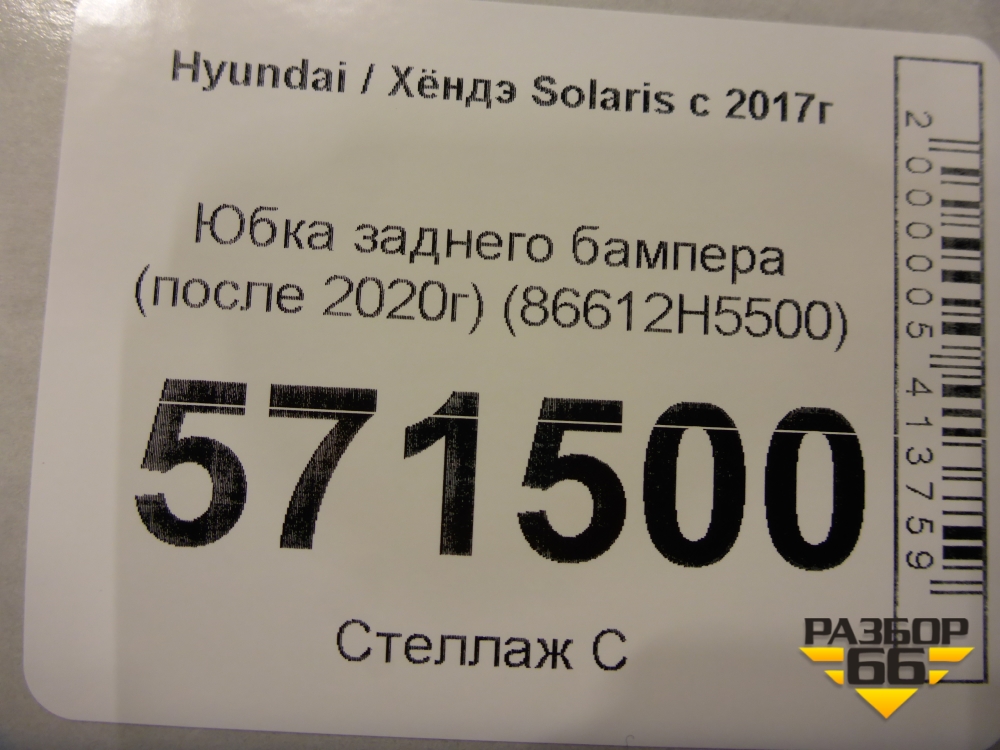 Hyundai / Хёндэ Solaris с 2017г
Юбка заднего бампера
(после 2020г) (86612H5500)
571500
Стеллаж С
2000005413759
РАЗБОР
66